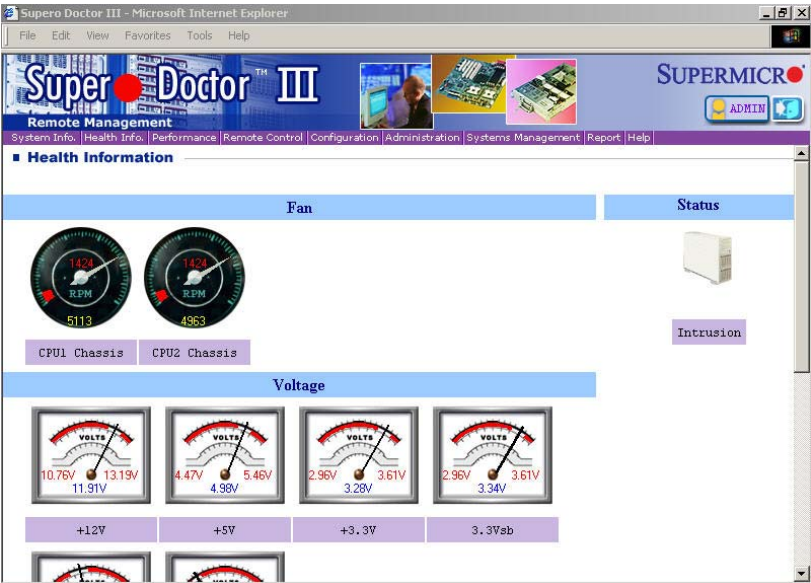 Supero Doctor III - Microsoft Internet Explorer
File Edit View Favorites Tools Help
Super Doctor™ III
Remote Management
SUPERMICR
ADMIN
System Info. Health Info. Performance Remote Control Configuration Administration Systems Management Report Help
Health Information
Fan
Status
1424
RPM
5113
1424
RPM
4963
CPU1 Chassis
CPU2 Chassis
Intrusion
Voltage
VOLTS
10.76V 13.19V
11.91V
VOLTS
4.47V 5.46V
4.98V
VOLTS
2.96V 3.61V
3.28V
VOLTS
2.96V 3.61V
3.34V
+12V
+5V
+3.3V
3.3Vsb